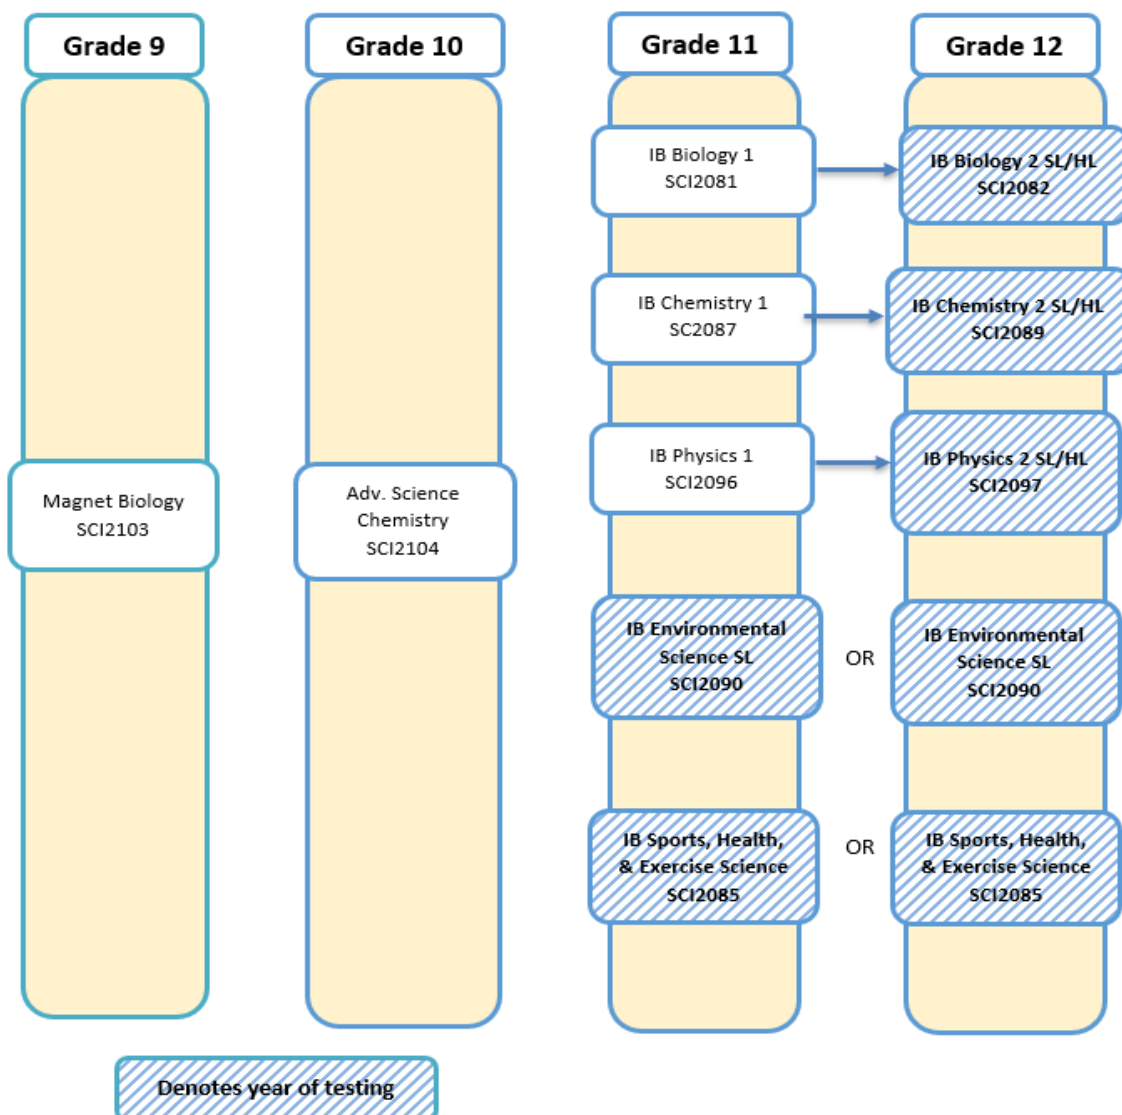 Grade 9
Grade 10
Grade 11
Grade 12
IB Biology 1
SCI2081
IB Biology 2 SL/HL
SCI2082
IB Chemistry 1
SC2087
IB Chemistry 2 SL/HL
SCI2089
IB Physics 1
SCI2096
IB Physics 2 SL/HL
SCI2097
Magnet Biology
SCI2103
Adv. Science
Chemistry
SCI2104
IB Environmental
Science SL
SCI2090
OR
IB Environmental
Science SL
SCI2090
IB Sports, Health,
& Exercise Science
SCI2085
OR
IB Sports, Health,
& Exercise Science
SCI2085
Denotes year of testing